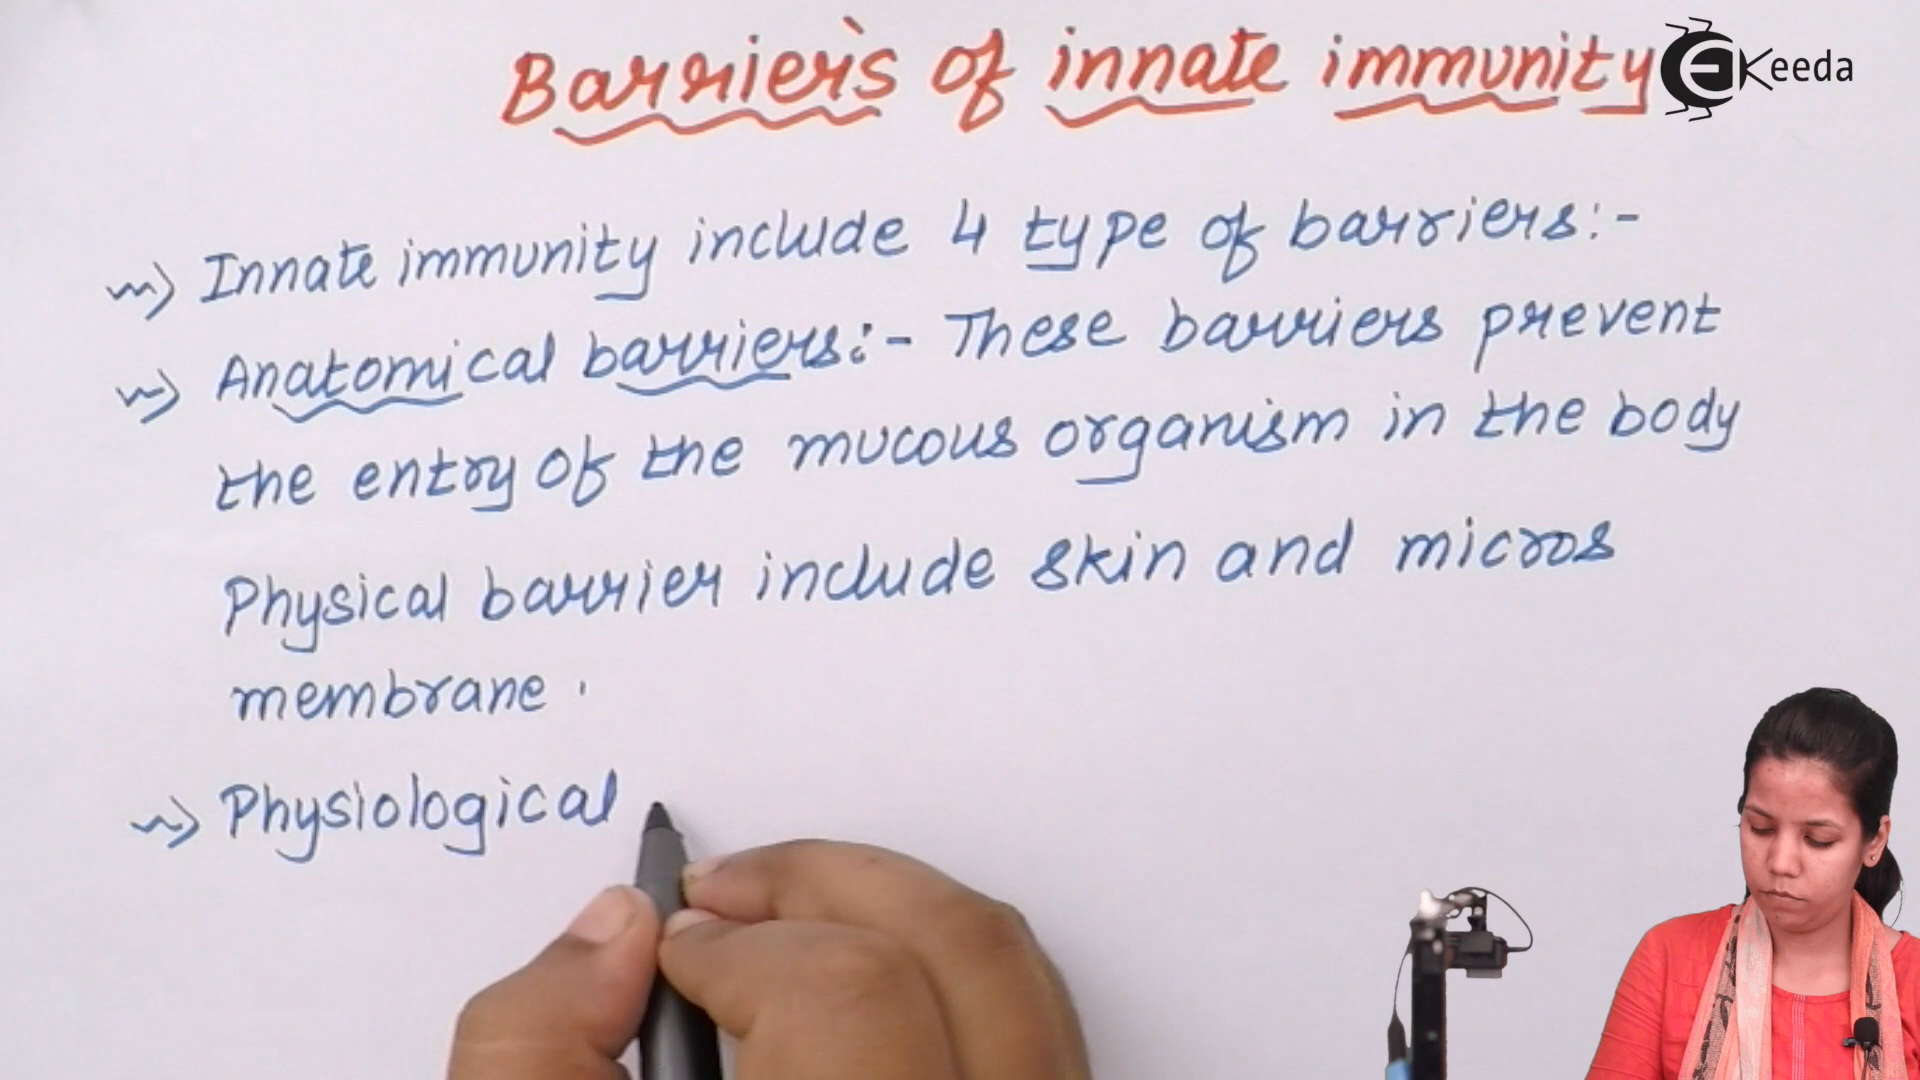 Barriers of innate immunity
EKeeda
Innate immunity include 4 type of barriers:-
Anatomical barriers:- These barriers prevent
the entry of the mucous organism in the body
Physical barrier include skin and micros
membrane.
Physiological